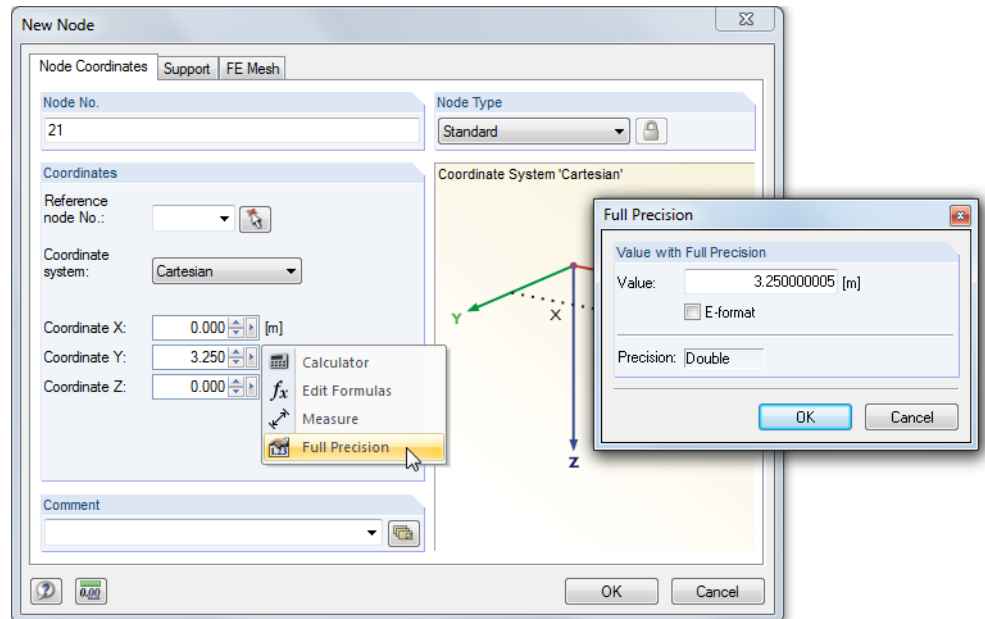 New Node
Node Coordinates Support FE Mesh
Node No.
21
Node Type
Standard
Coordinates
Reference
node No.:
Coordinate
system:
Cartesian
Coordinate X: 0.000 [m]
Coordinate Y: 3.250
Coordinate Z: 0.000
Calculator
fx Edit Formulas
Measure
1.23 Full Precision
Comment
Coordinate System 'Cartesian'
Y
X
Z
Full Precision
Value with Full Precision
Value: 3.250000005 [m]
E-format
Precision: Double
OK Cancel
0.00
OK Cancel